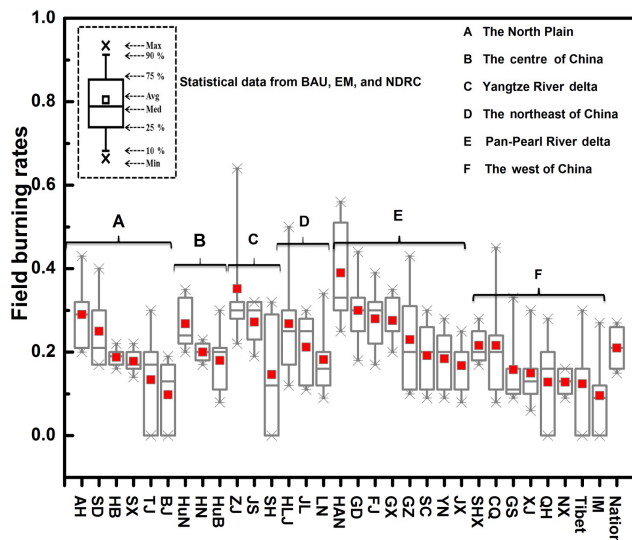 1.0
0.8
0.6
0.4
0.2
0.0
Field burning rates
Max
90 %
75 %
Avg
Med
25 %
10 %
Min
Statistical data from BAU, EM, and NDRC
A The North Plain
B The centre of China
C Yangtze River delta
D The northeast of China
E Pan-Pearl River delta
F The west of China
A
B
C
D
E
F
AH SD HB SX TJ BJ HuN HN HuB ZJ JS SH HLJ JL LN HAN GD FJ GX GZ SC YN JX SHX CQ GS XJ QH NX Tibet IM Nation